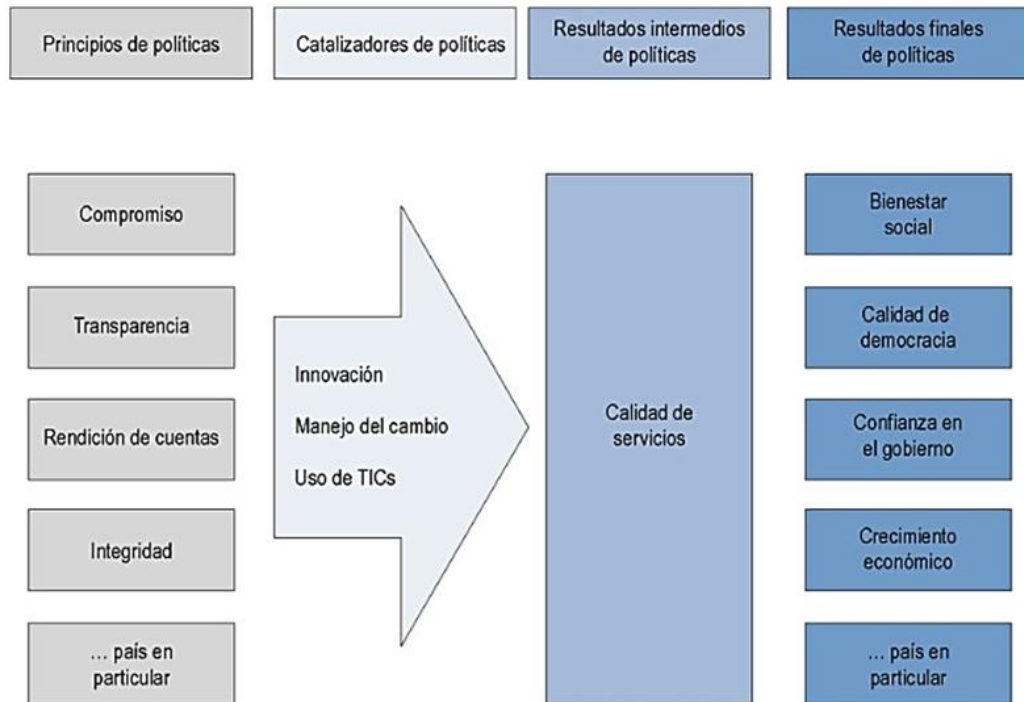 Principios de políticas
Catalizadores de políticas
Resultados intermedios
de políticas
Resultados finales
de políticas
Compromiso
Transparencia
Rendición de cuentas
Integridad
... país en
particular
Innovación
Manejo del cambio
Uso de TICs
Calidad de
servicios
Bienestar
social
Calidad de
democracia
Confianza en
el gobierno
Crecimiento
económico
... país en
particular